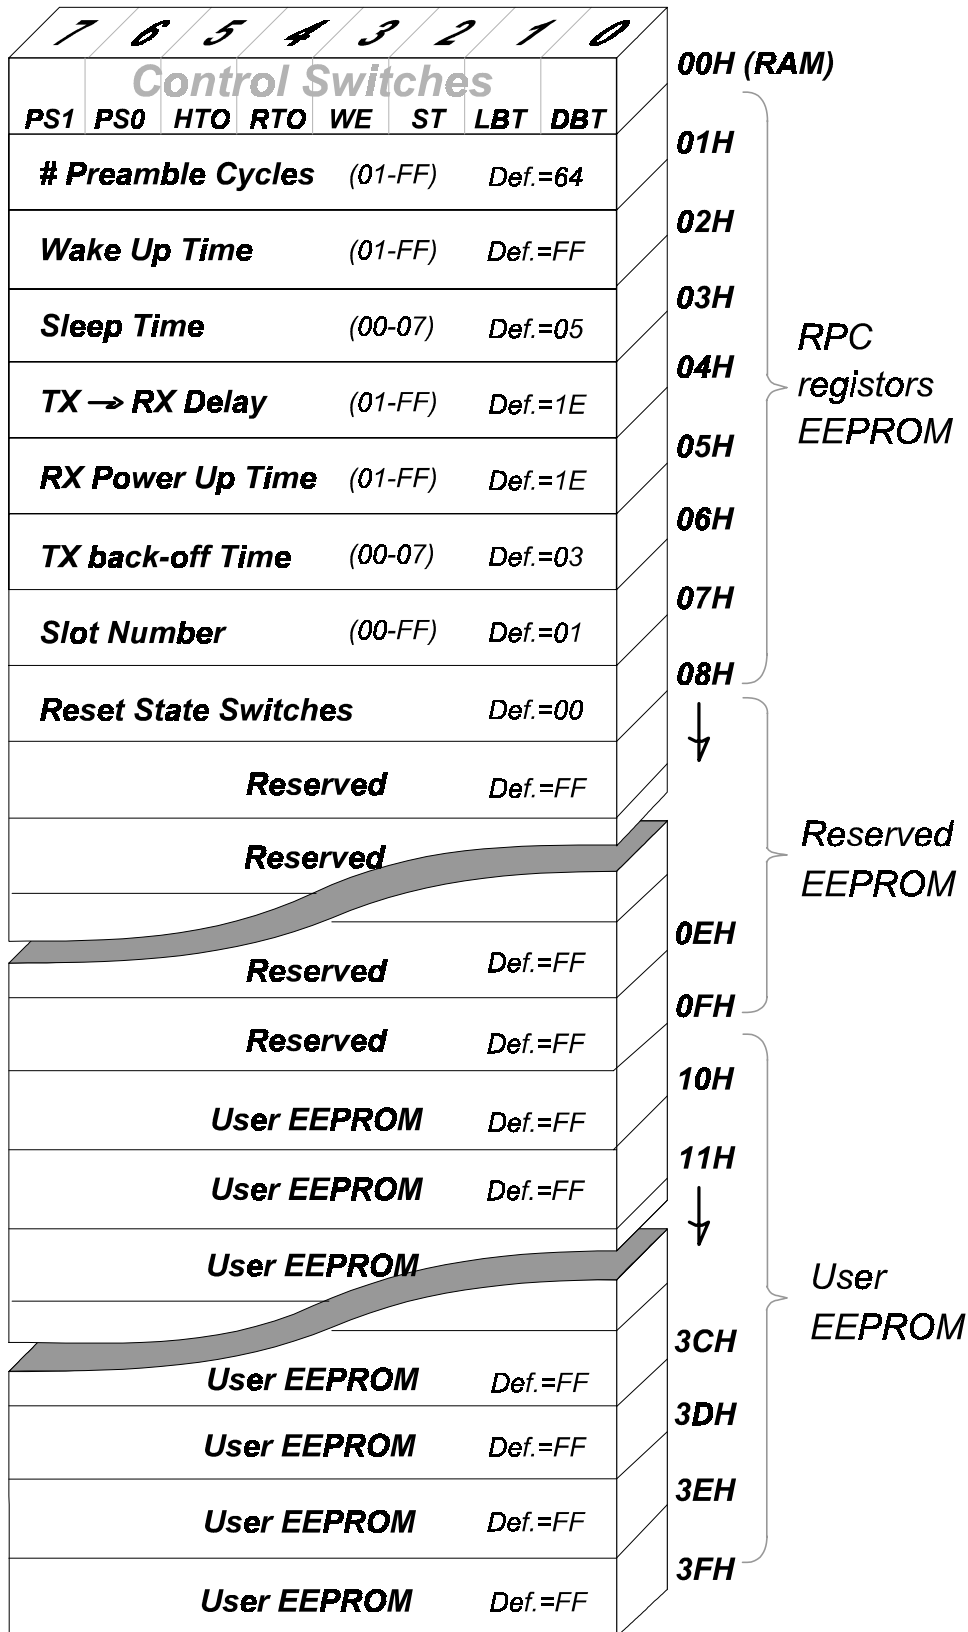 7 6 5 4 3 2 1 0
Control Switches
PS1 PS0 HTO RTO WE ST LBT DBT
00H (RAM)
# Preamble Cycles (01-FF) Def.=64
01H
Wake Up Time (01-FF) Def.=FF
02H
Sleep Time (00-07) Def.=05
03H
TX → RX Delay (01-FF) Def.=1E
04H
RX Power Up Time (01-FF) Def.=1E
05H
TX back-off Time (00-07) Def.=03
06H
Slot Number (00-FF) Def.=01
07H
Reset State Switches Def.=00
08H
RPC
registors
EEPROM
Reserved Def.=FF
Reserved
Reserved Def.=FF
0EH
Reserved Def.=FF
0FH
Reserved
EEPROM
User EEPROM Def.=FF
10H
User EEPROM Def.=FF
11H
User EEPROM
User EEPROM Def.=FF
3CH
User EEPROM Def.=FF
3DH
User EEPROM Def.=FF
3EH
User EEPROM Def.=FF
3FH
User
EEPROM